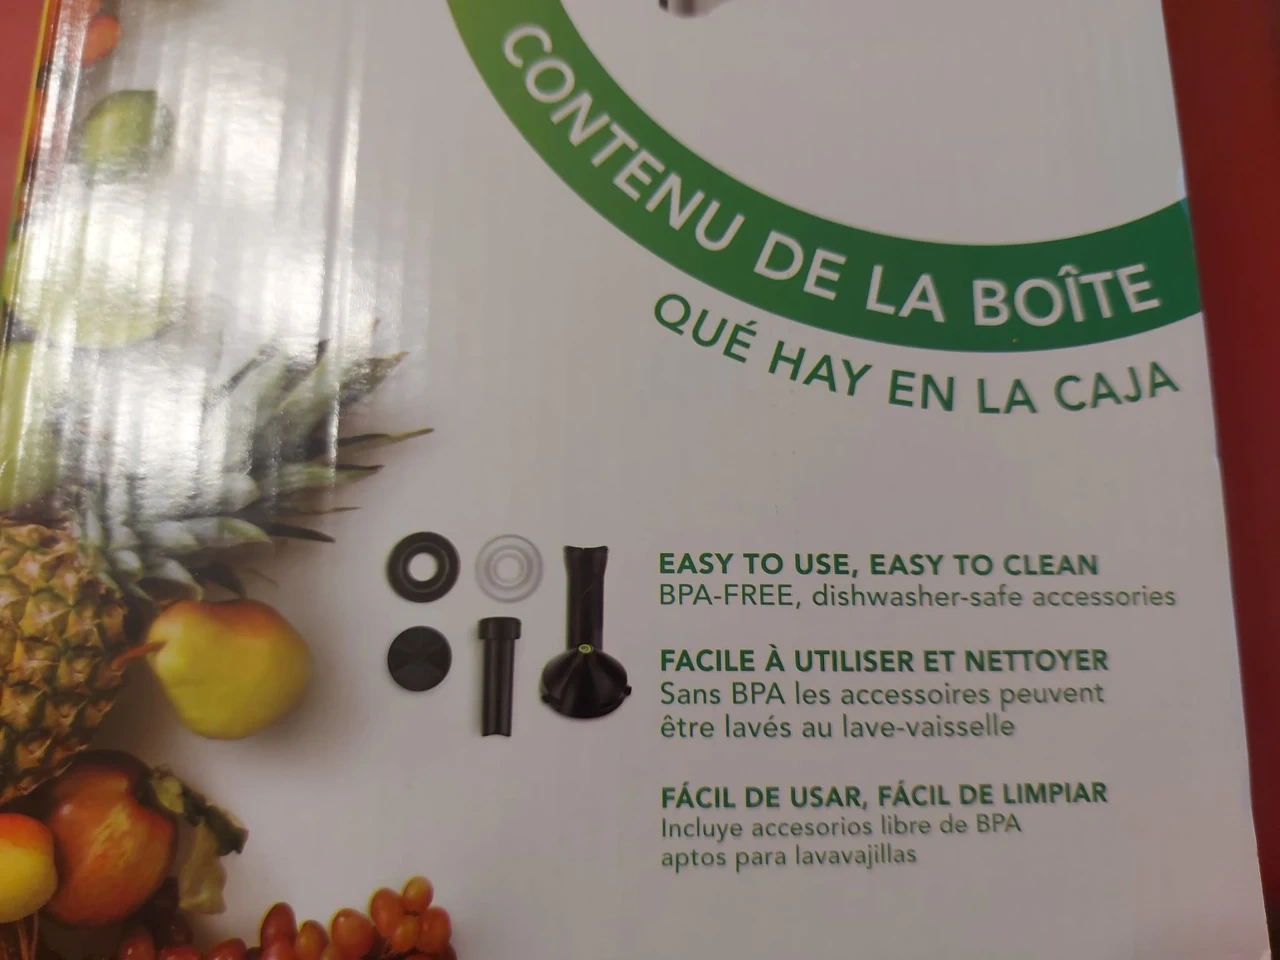 CONTENU DE LA BOÎTE
QUÉ HAY EN LA CAJA
EASY TO USE, EASY TO CLEAN
BPA-FREE, dishwasher-safe accessories
FACILE À UTILISER ET NETTOYER
Sans BPA les accessoires peuvent
être lavés au lave-vaisselle
FÁCIL DE USAR, FÁCIL DE LIMPIAR
Incluye accesorios libre de BPA
aptos para lavavajillas